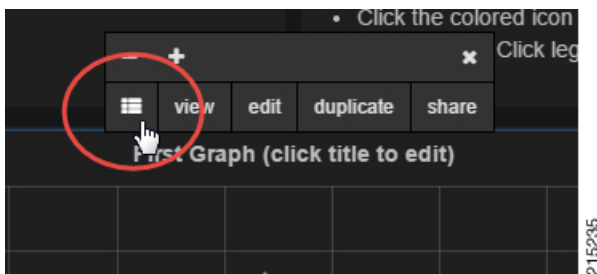 • Click the colored icon
− + ×
Click leg
view edit duplicate share
First Graph (click title to edit)
215235